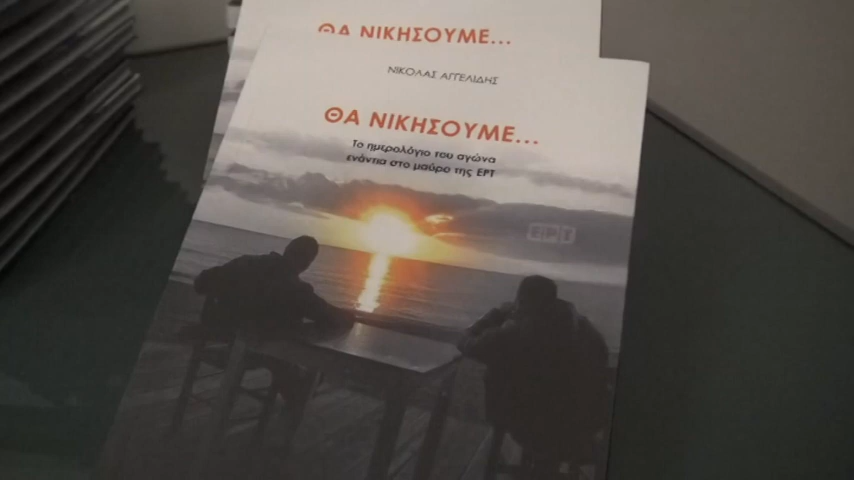 ΘΑ ΝΙΚΗΣΟΥΜΕ...
ΝΙΚΟΛΑΣ ΑΓΓΕΛΙΔΗΣ
ΘΑ ΝΙΚΗΣΟΥΜΕ...
Το ημερολόγιο του αγώνα
ενάντια στο μαύρο της ΕΡΤ
ΕΡΤ